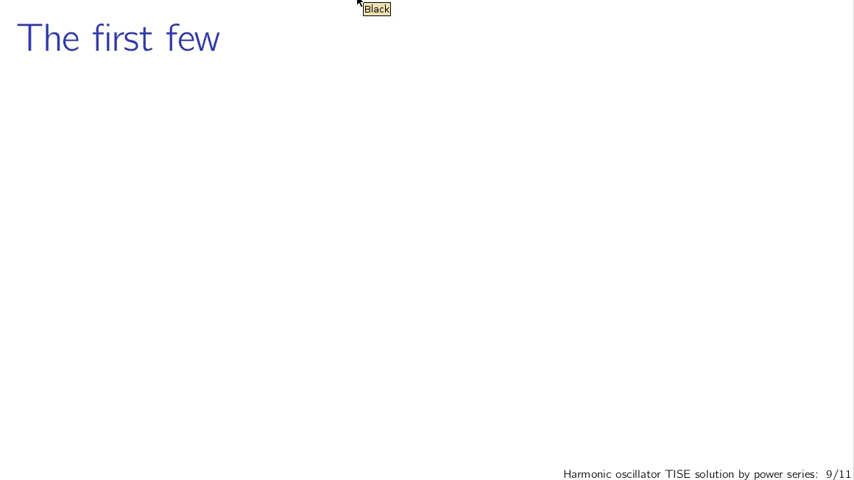 Black
The first few
Harmonic oscillator TISE solution by power series: 9/11